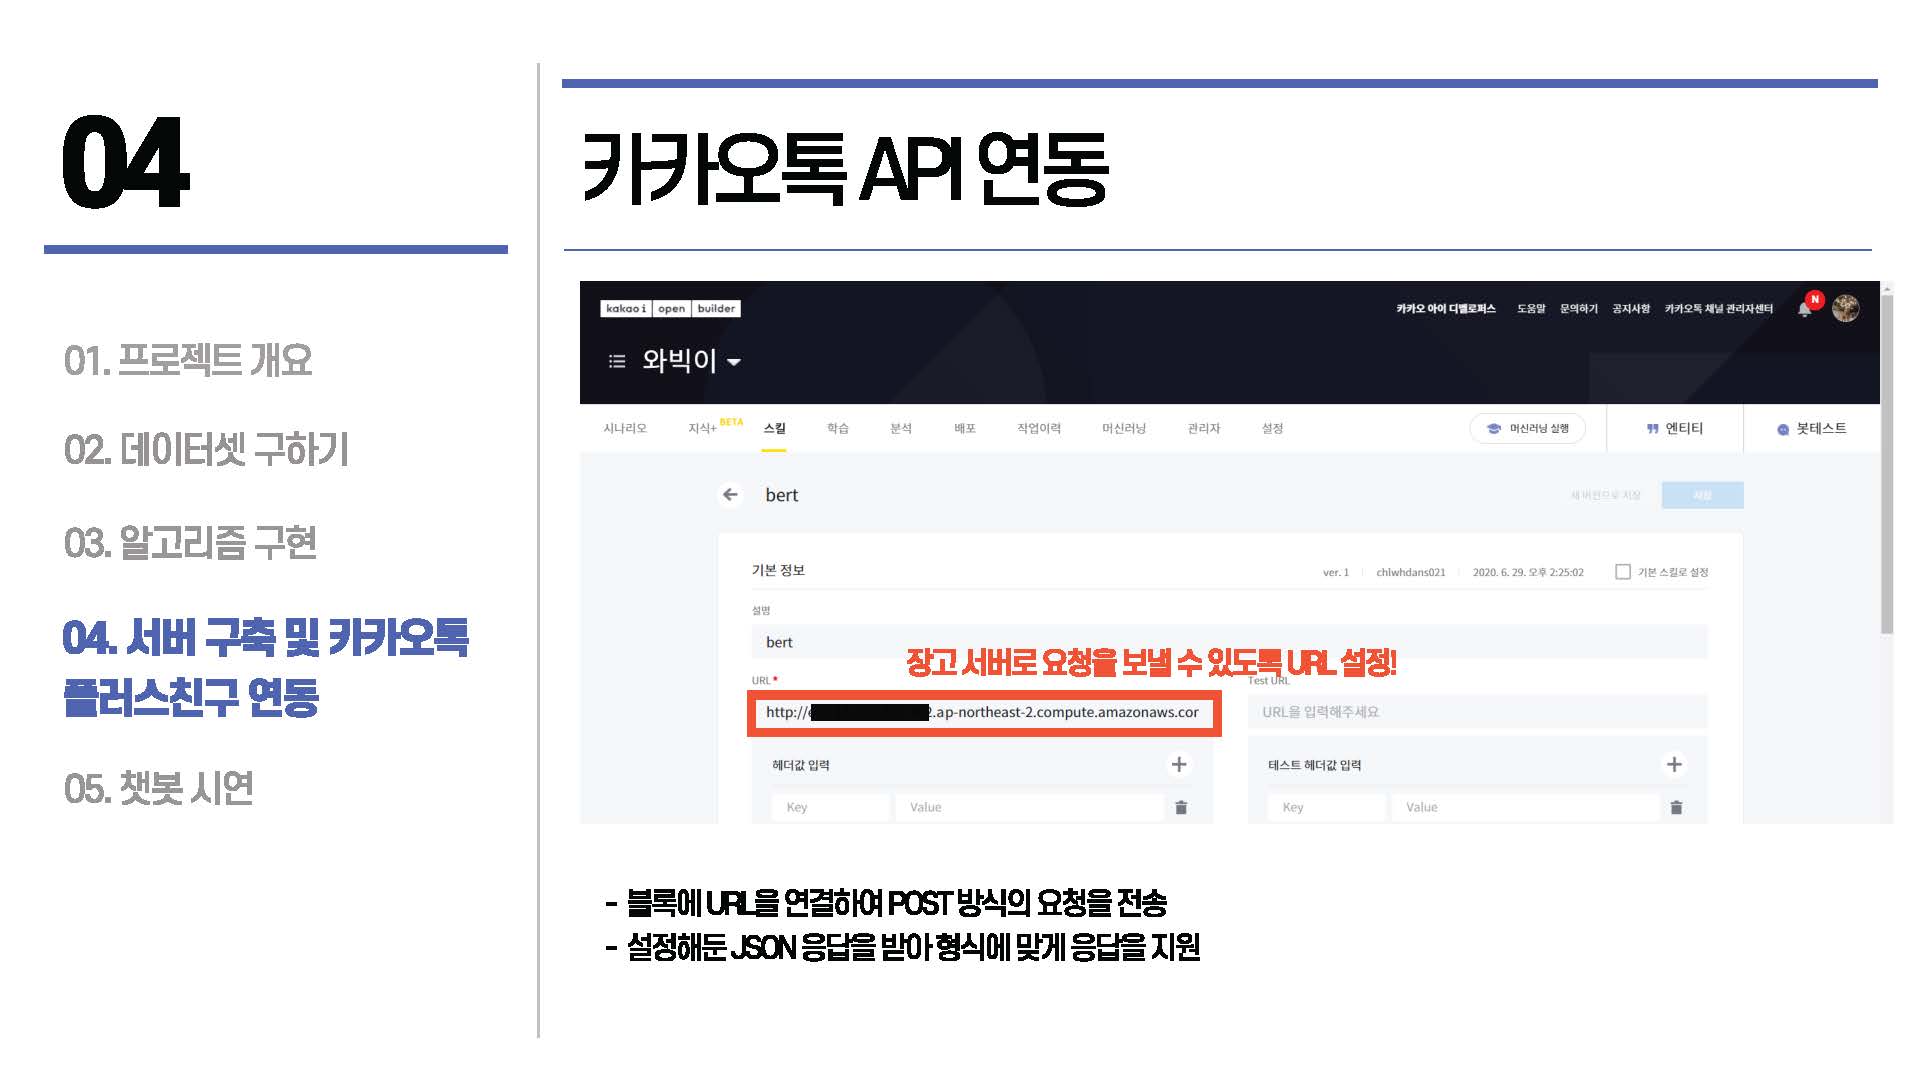 04
01. 프로젝트 개요
02. 데이터셋 구하기
03. 알고리즘 구현
04. 서버 구축 및 카카오톡
플러스친구 연동
05. 챗봇 시연
카카오톡 API 연동
kakao i open builder
카카오 아이 디벨로퍼스 도움말 문의하기 공지사항 카카오톡 채널 관리자센터 N
와빅이
시나리오 지식+ BETA 스킬 학습 분석 배포 작업이력 머신러닝 관리자 설정 머신러닝 실행 엔티티 봇테스트
bert 새 버전으로 저장 저장
기본 정보 ver. 1 chlwhdans021 2020. 6. 29. 오후 2:25:02 기본 스킬로 설정
설명
bert
장고 서버로 요청을 보낼 수 있도록 URL 설정!
URL * Test URL
http://e 2.ap-northeast-2.compute.amazonaws.cor URL을 입력해주세요
헤더값 입력 테스트 헤더값 입력
Key Value Key Value
- 블록에 URL을 연결하여 POST 방식의 요청을 전송
- 설정해둔 JSON 응답을 받아 형식에 맞게 응답을 지원